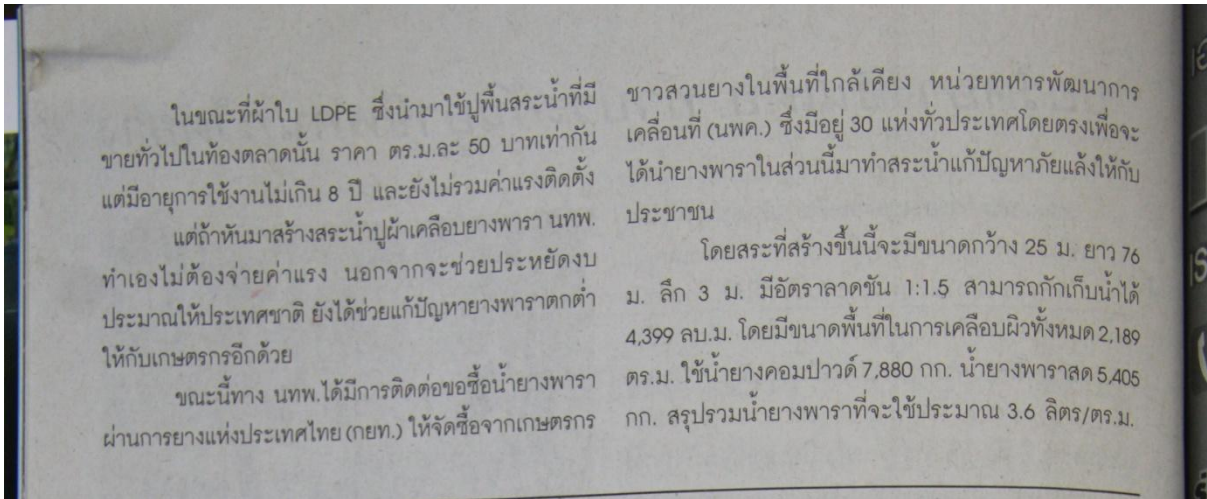 ในขณะที่ผ้าใบ LDPE ซึ่งนำมาใช้ปูพื้นสระน้ำที่มี
ขายทั่วไปในท้องตลาดนั้น ราคา ตร.ม.ละ 50 บาทเท่ากัน
แต่มีอายุการใช้งานไม่เกิน 8 ปี และยังไม่รวมค่าแรงติดตั้ง
แต่ถ้าหันมาสร้างสระน้ำปูผ้าเคลือบยางพารา นทพ.
ทำเองไม่ต้องจ่ายค่าแรง นอกจากจะช่วยประหยัดงบ
ประมาณให้ประเทศชาติ ยังได้ช่วยแก้ปัญหายางพาราตกต่ำ
ให้กับเกษตรกรอีกด้วย
ขณะนี้ทาง นทพ.ได้มีการติดต่อขอซื้อน้ำยางพารา
ผ่านการยางแห่งประเทศไทย (กยท.) ให้จัดซื้อจากเกษตรกร
ชาวสวนยางในพื้นที่ใกล้เคียง หน่วยทหารพัฒนาการ
เคลื่อนที่ (นพค.) ซึ่งมีอยู่ 30 แห่งทั่วประเทศโดยตรงเพื่อจะ
ได้นำยางพาราในส่วนนี้มาทำสระน้ำแก้ปัญหาภัยแล้งให้กับ
ประชาชน
โดยสระที่สร้างขึ้นนี้จะมีขนาดกว้าง 25 ม. ยาว 76
ม. ลึก 3 ม. มีอัตราลาดชัน 1:1.5 สามารถกักเก็บน้ำได้
4,399 ลบ.ม. โดยมีขนาดพื้นที่ในการเคลือบผิวทั้งหมด 2,189
ตร.ม. ใช้น้ำยางคอมปาวด์ 7,880 กก. น้ำยางพาราสด 5,405
กก. สรุปรวมน้ำยางพาราที่จะใช้ประมาณ 3.6 ลิตร/ตร.ม.